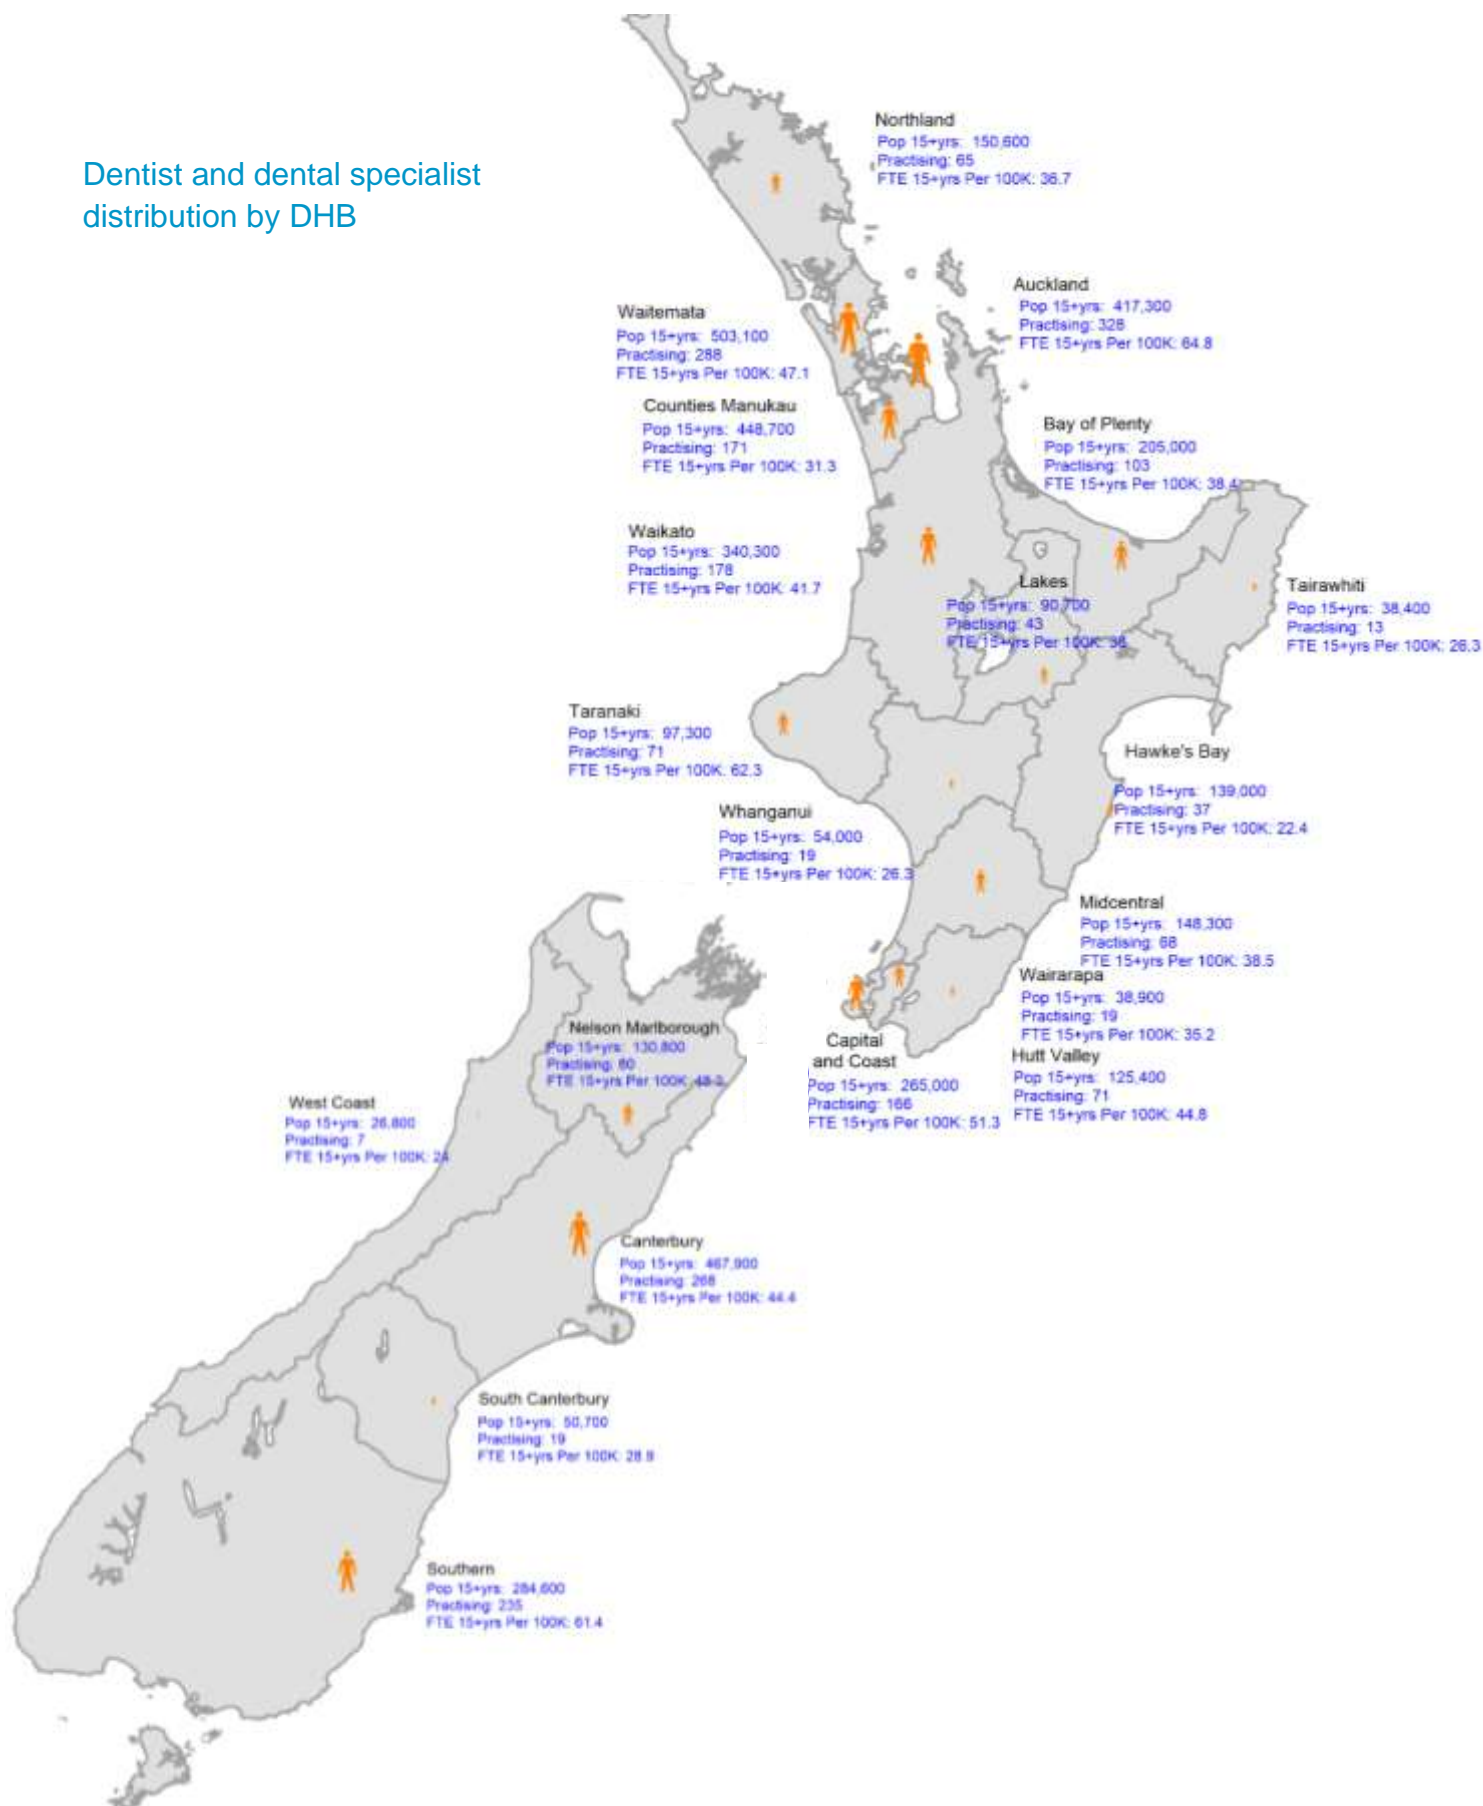 Dentist and dental specialist
distribution by DHB
Northland
Pop 15+yrs: 150,600
Practising: 65
FTE 15+yrs Per 100K: 36.7
Auckland
Pop 15+yrs: 417,300
Practising: 328
FTE 15+yrs Per 100K: 64.8
Waitemata
Pop 15+yrs: 503,100
Practising: 288
FTE 15+yrs Per 100K: 47.1
Counties Manukau
Pop 15+yrs: 448,700
Practising: 171
FTE 15+yrs Per 100K: 31.3
Bay of Plenty
Pop 15+yrs: 205,000
Practising: 103
FTE 15+yrs Per 100K: 38.4
Waikato
Pop 15+yrs: 340,300
Practising: 178
FTE 15+yrs Per 100K: 41.7
Lakes
Pop 15+yrs: 90,700
Practising: 43
FTE 15+yrs Per 100K: 38
Tairawhiti
Pop 15+yrs: 38,400
Practising: 13
FTE 15+yrs Per 100K: 26.3
Taranaki
Pop 15+yrs: 97,300
Practising: 71
FTE 15+yrs Per 100K: 62.3
Hawke's Bay
Pop 15+yrs: 139,000
Practising: 37
FTE 15+yrs Per 100K: 22.4
Whanganui
Pop 15+yrs: 54,000
Practising: 19
FTE 15+yrs Per 100K: 26.3
Midcentral
Pop 15+yrs: 148,300
Practising: 68
FTE 15+yrs Per 100K: 38.5
Wairarapa
Pop 15+yrs: 38,900
Practising: 19
FTE 15+yrs Per 100K: 35.2
Capital
and Coast
Pop 15+yrs: 265,000
Practising: 166
FTE 15+yrs Per 100K: 51.3
Hutt Valley
Pop 15+yrs: 125,400
Practising: 71
FTE 15+yrs Per 100K: 44.8
Nelson Marlborough
Pop 15+yrs: 130,800
Practising: 80
FTE 15+yrs Per 100K:
West Coast
Pop 15+yrs: 26,800
Practising: 7
FTE 15+yrs Per 100K: 24
Canterbury
Pop 15+yrs: 467,900
Practising: 268
FTE 15+yrs Per 100K: 44.4
South Canterbury
Pop 15+yrs: 50,700
Practising: 19
FTE 15+yrs Per 100K: 28.9
Southern
Pop 15+yrs: 284,600
Practising: 235
FTE 15+yrs Per 100K: 61.4